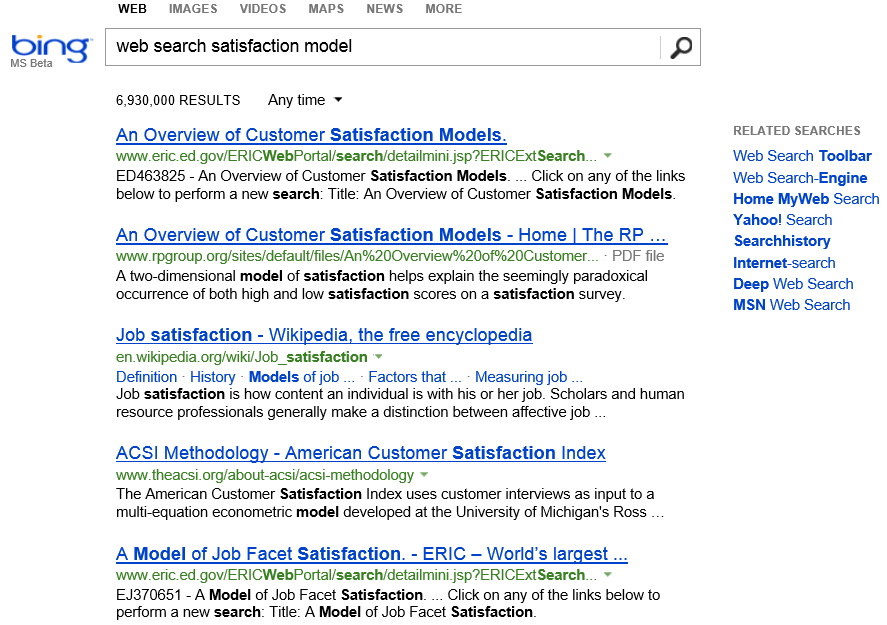 WEB IMAGES VIDEOS MAPS NEWS MORE
bing
MS Beta
web search satisfaction model
6,930,000 RESULTS Any time
An Overview of Customer Satisfaction Models.
www.eric.ed.gov/ERICWebPortal/search/detailmini.jsp?ERICExtSearch...
ED463825 - An Overview of Customer Satisfaction Models. ... Click on any of the links
below to perform a new search: Title: An Overview of Customer Satisfaction Models.
An Overview of Customer Satisfaction Models - Home | The RP ...
www.rpgroup.org/sites/default/files/An%20Overview%20of%20Customer... · PDF file
A two-dimensional model of satisfaction helps explain the seemingly paradoxical
occurrence of both high and low satisfaction scores on a satisfaction survey.
Job satisfaction - Wikipedia, the free encyclopedia
en.wikipedia.org/wiki/Job_satisfaction
Definition · History · Models of job ... · Factors that ... · Measuring job ...
Job satisfaction is how content an individual is with his or her job. Scholars and human
resource professionals generally make a distinction between affective job ...
ACSI Methodology - American Customer Satisfaction Index
www.theacsi.org/about-acsi/acsi-methodology
The American Customer Satisfaction Index uses customer interviews as input to a
multi-equation econometric model developed at the University of Michigan's Ross ...
A Model of Job Facet Satisfaction. - ERIC – World's largest ...
www.eric.ed.gov/ERICWebPortal/search/detailmini.jsp?ERICExtSearch...
EJ370651 - A Model of Job Facet Satisfaction. ... Click on any of the links below to
perform a new search: Title: A Model of Job Facet Satisfaction.
RELATED SEARCHES
Web Search Toolbar
Web Search-Engine
Home MyWeb Search
Yahoo! Search
Searchhistory
Internet-search
Deep Web Search
MSN Web Search